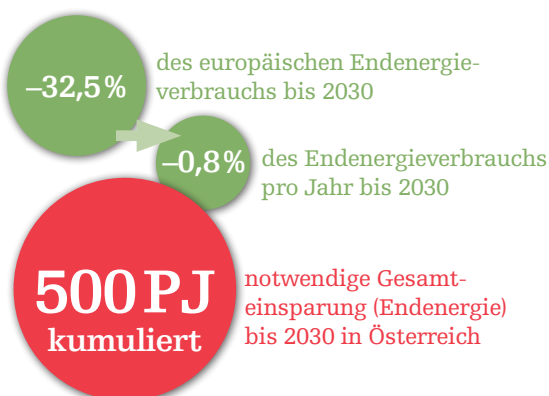 –32,5 %
des europäischen Endenergie-
verbrauchs bis 2030
–0,8 %
des Endenergieverbrauchs
pro Jahr bis 2030
500 PJ
kumuliert
notwendige Gesamt-
einsparung (Endenergie)
bis 2030 in Österreich